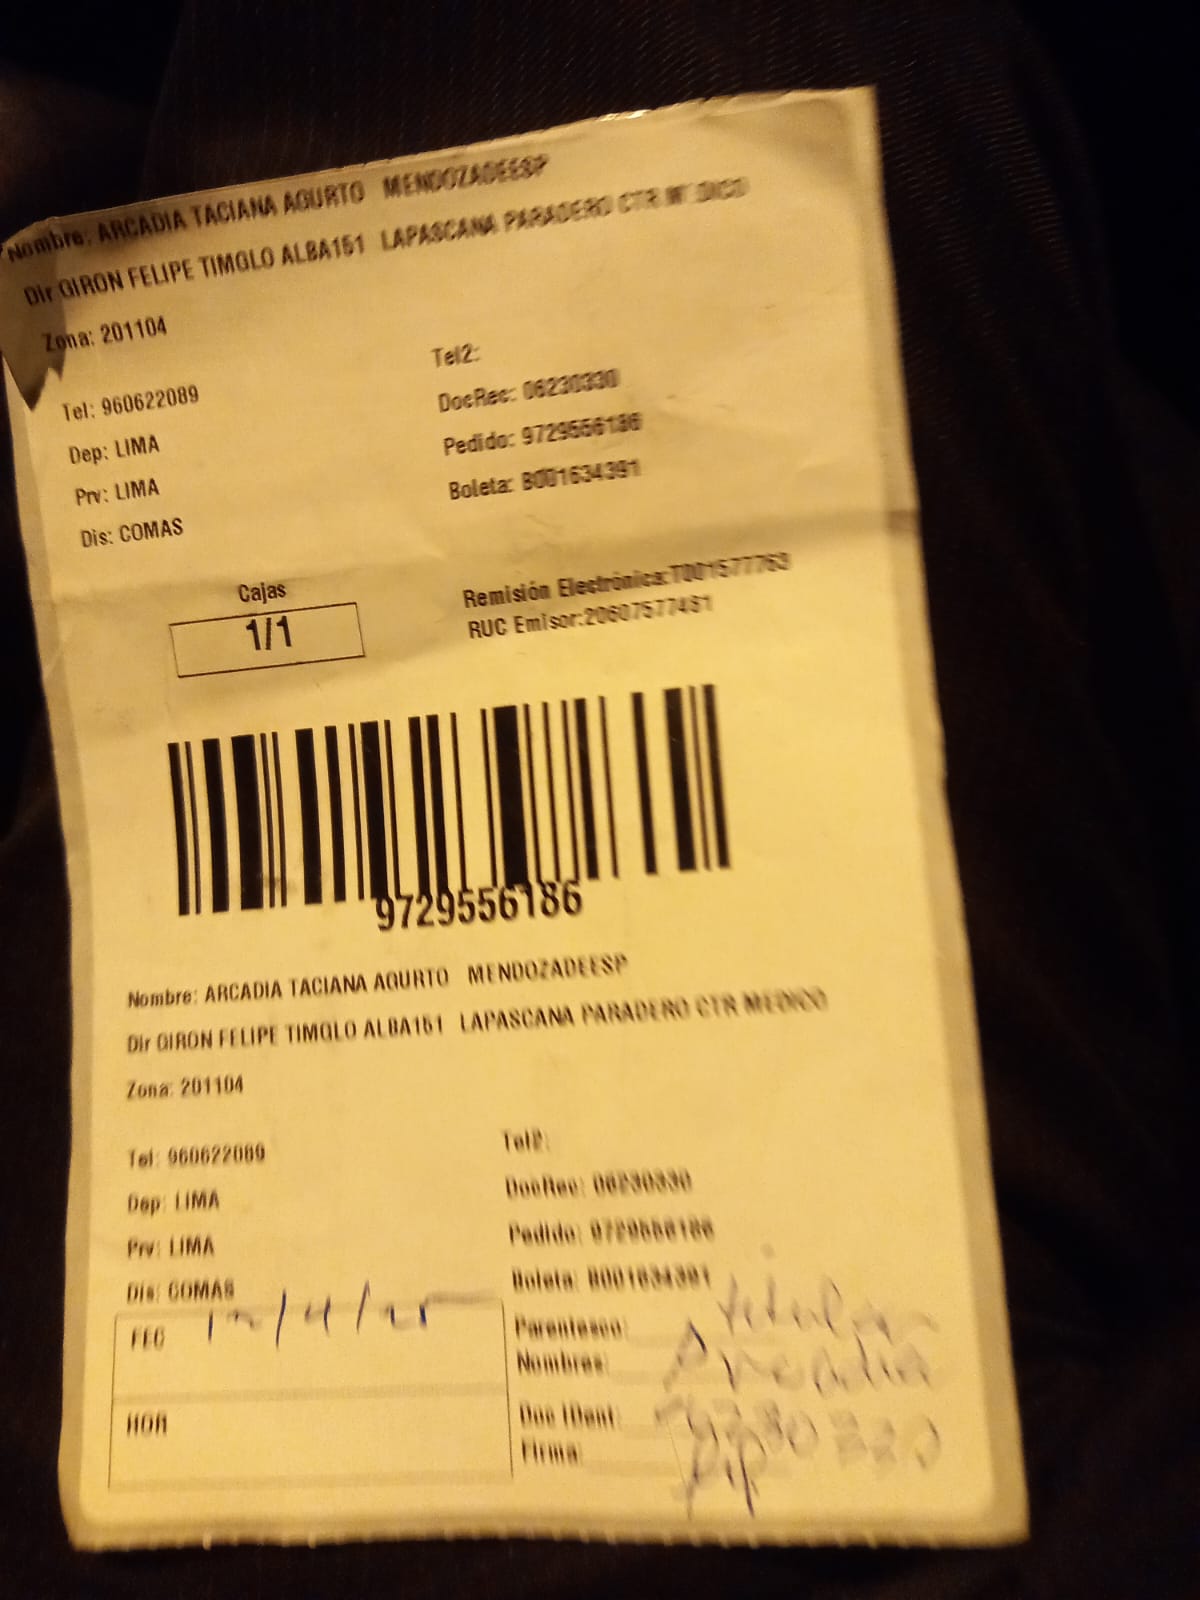 Nombre: ARCADIA TACIANA AGURTO MENDOZADEESP
Dir GIRON FELIPE TIMGLO ALBA151 LAPASCANA PARADERO CTR MEDICO
Zona: 201104
Tel: 960622089 Tel2:
Dep: LIMA DocRec: 06230330
Prv: LIMA Pedido: 9729556186
Dis: COMAS Boleta: B001634391
Cajas Remisión Electrónica:T001577763
1/1 RUC Emisor:20607577481
9729556186
Nombre: ARCADIA TACIANA AGURTO MENDOZADEESP
Dir GIRON FELIPE TIMGLO ALBA151 LAPASCANA PARADERO CTR MEDICO
Zona: 201104
Tel: 960622089 Tel2:
Dep: LIMA DocRec: 06230330
Prv: LIMA Pedido: 9729556186
Dis: COMAS Boleta: B001634391
FEC Parentesco: titular
Nombres: Arcadia
HOR Doc IDent:
Firma: